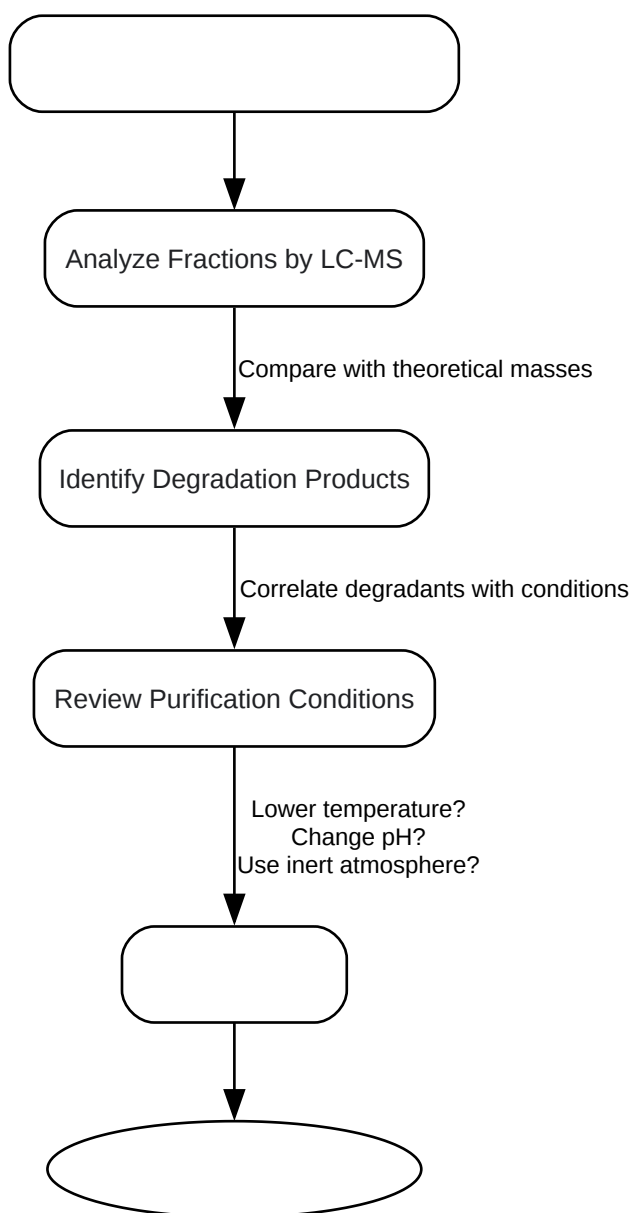 Analyze Fractions by LC-MS
Compare with theoretical masses
Identify Degradation Products
Correlate degradants with conditions
Review Purification Conditions
Lower temperature?
Change pH?
Use inert atmosphere?